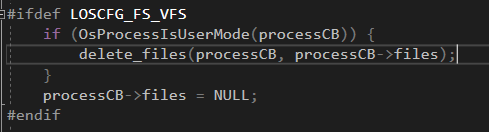 #ifdef LOSCFG_FS_VFS
    if (OsProcessIsUserMode(processCB)) {
        delete_files(processCB, processCB->files);
    }
    processCB->files = NULL;
#endif